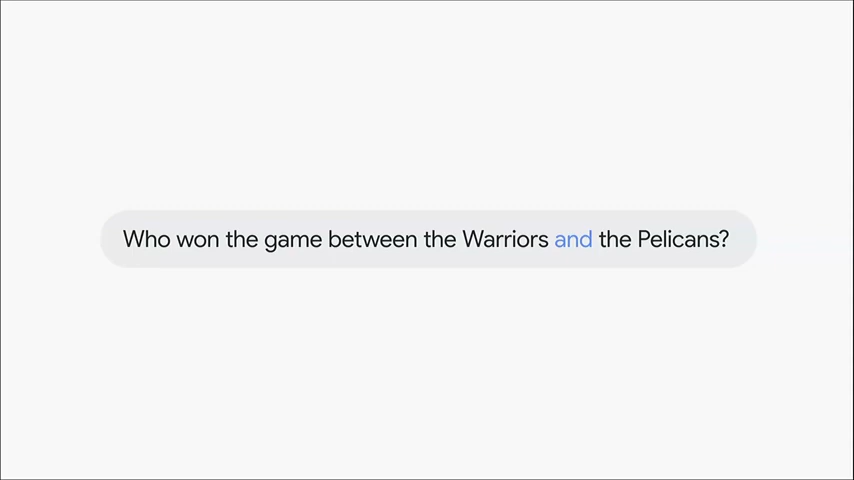 Who won the game between the Warriors and the Pelicans?